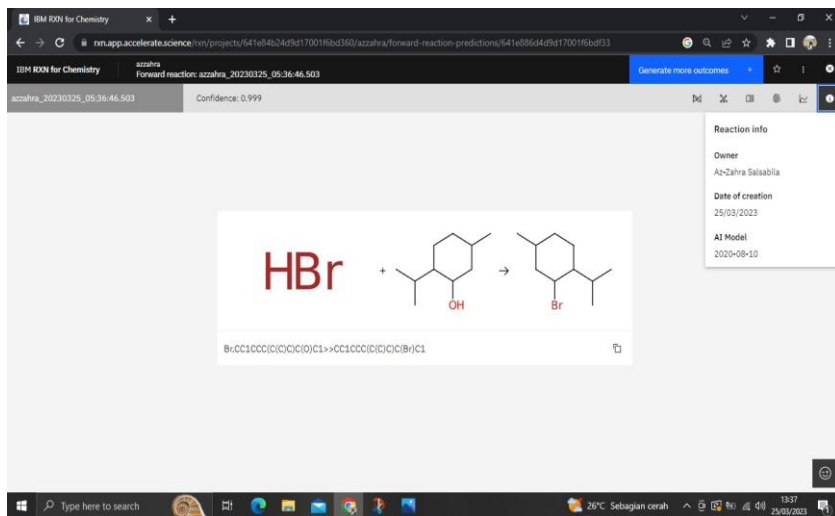 IBM RXN for Chemistry
rxn.app.accelerate.science/rxn/projects/641e84b24d9d17001f6bd360/azzahra/forward-reaction-predictions/641e886d4d9d17001f6bdf33
IBM RXN for Chemistry
azzahra
Forward reaction: azzahra_20230325_05:36:46.503
Generate more outcomes +
azzahra_20230325_05:36:46.503
Confidence: 0.999
Reaction info
Owner
Az-Zahra Salsabila
Date of creation
25/03/2023
AI Model
2020-08-10
HBr + OH → Br
Br.CC1CCC(C(C)C)C(O)C1>>CC1CCC(C(C)C)C(Br)C1
Type here to search
26°C Sebagian cerah
13:37
25/03/2023